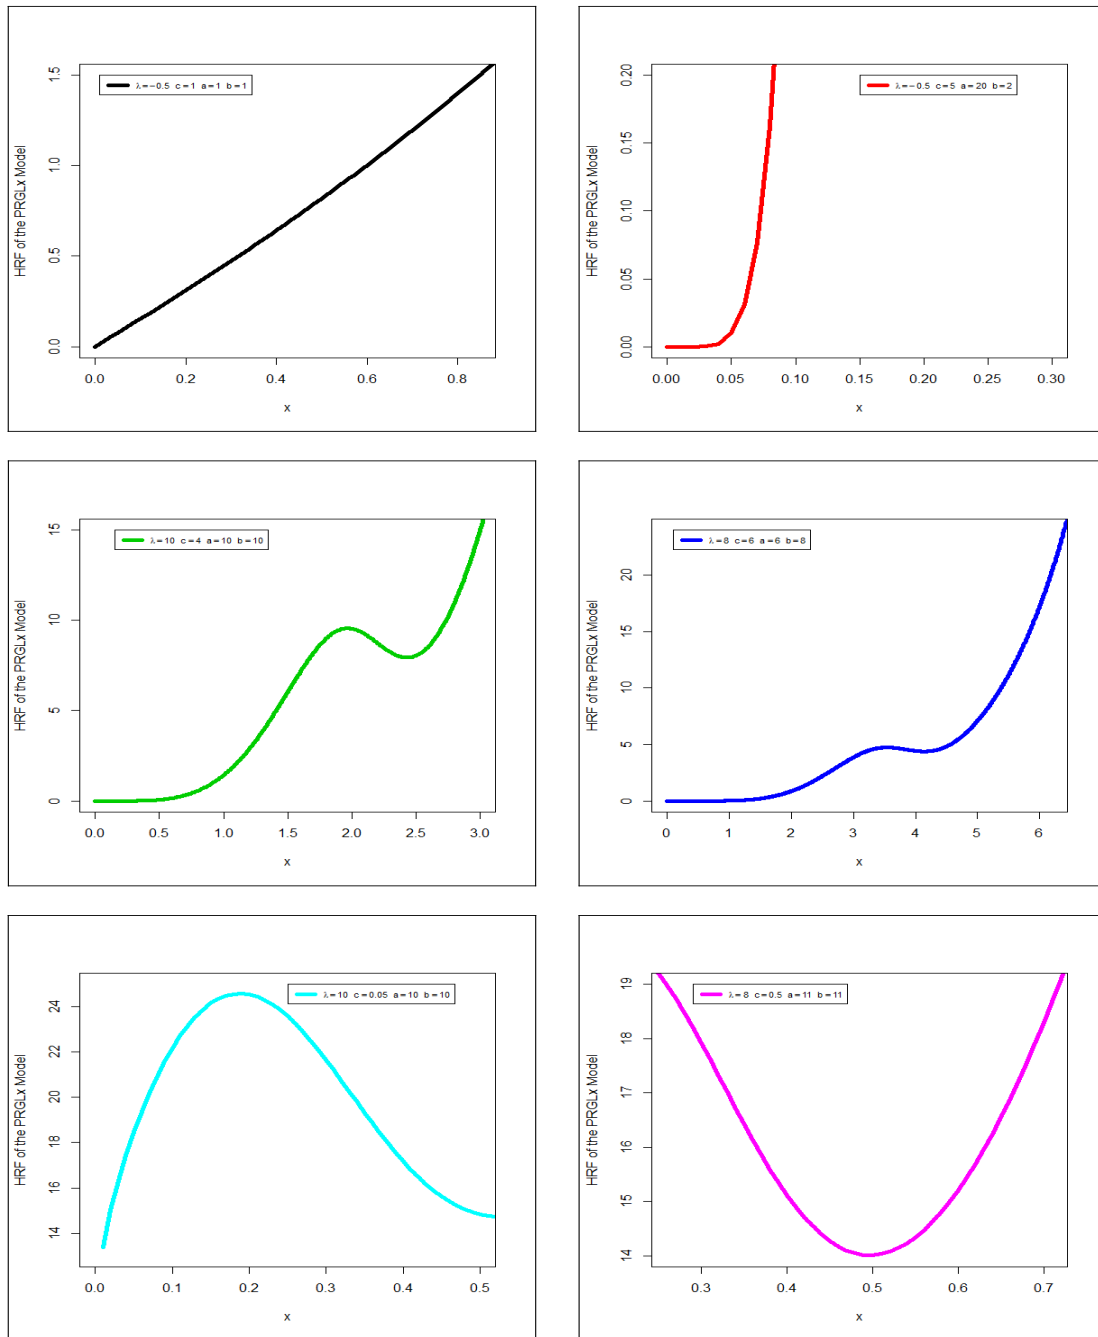 HRF of the PRGLx Model
λ=−0.5 c=1 a=1 b=1
0.0 0.5 1.0 1.5
0.0 0.2 0.4 0.6 0.8
x
HRF of the PRGLx Model
λ=−0.5 c=5 a=20 b=2
0.00 0.05 0.10 0.15 0.20
0.00 0.05 0.10 0.15 0.20 0.25 0.30
x
HRF of the PRGLx Model
λ=10 c=4 a=10 b=10
0 5 10 15
0.0 0.5 1.0 1.5 2.0 2.5 3.0
x
HRF of the PRGLx Model
λ=8 c=6 a=6 b=8
0 5 10 15 20
0 1 2 3 4 5 6
x
HRF of the PRGLx Model
λ=10 c=0.05 a=10 b=10
14 16 18 20 22 24
0.0 0.1 0.2 0.3 0.4 0.5
x
HRF of the PRGLx Model
λ=8 c=0.5 a=11 b=11
14 15 16 17 18 19
0.3 0.4 0.5 0.6 0.7
x